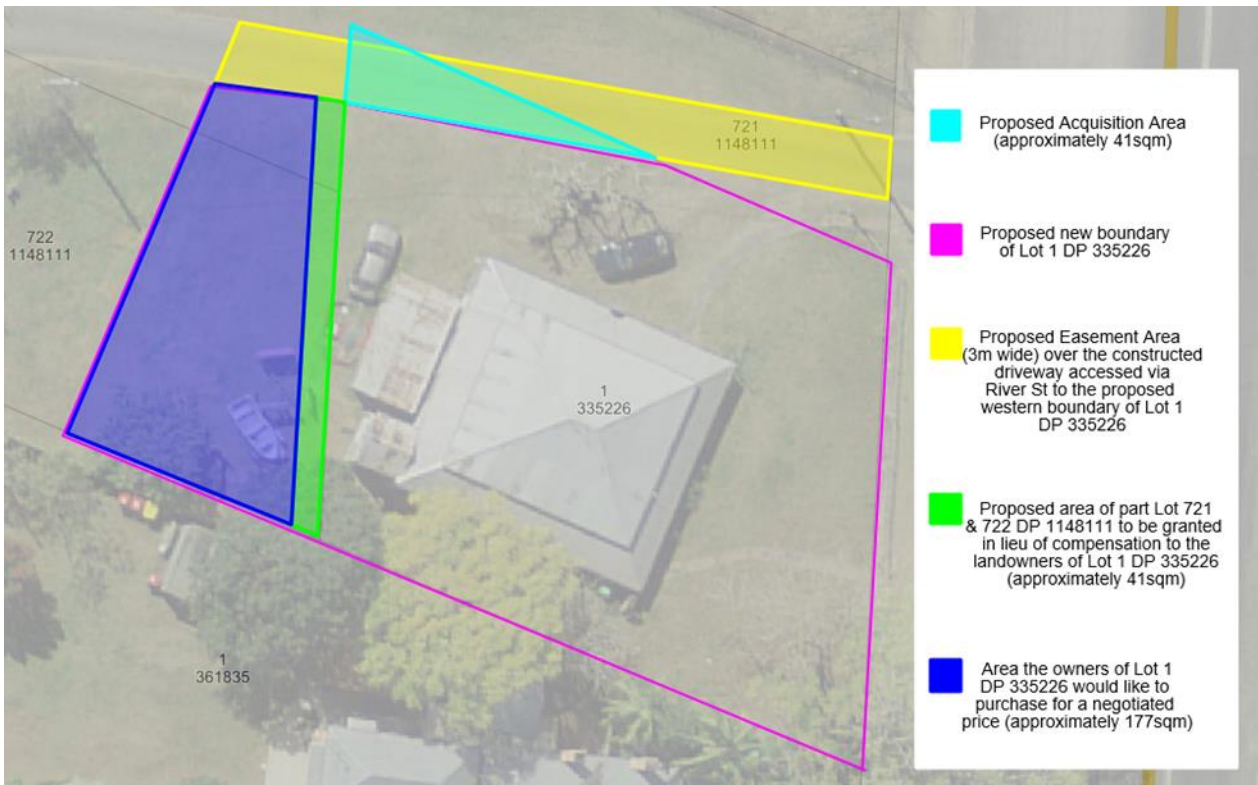 721
1148111
722
1148111
1
335226
1
361835
Proposed Acquisition Area
(approximately 41sqm)
Proposed new boundary
of Lot 1 DP 335226
Proposed Easement Area
(3m wide) over the constructed
driveway accessed via
River St to the proposed
western boundary of Lot 1
DP 335226
Proposed area of part Lot 721
& 722 DP 1148111 to be granted
in lieu of compensation to the
landowners of Lot 1 DP 335226
(approximately 41sqm)
Area the owners of Lot 1
DP 335226 would like to
purchase for a negotiated
price (approximately 177sqm)